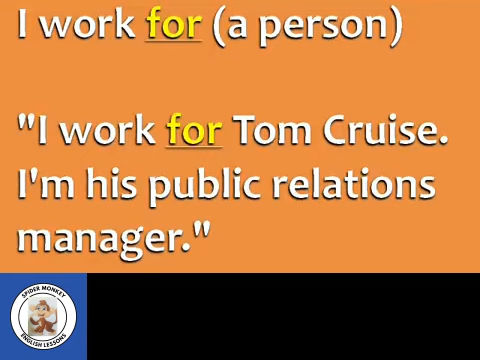 I work for (a person)
"I work for Tom Cruise.
I'm his public relations
manager."
SPIDER MONKEY
ENGLISH LESSONS